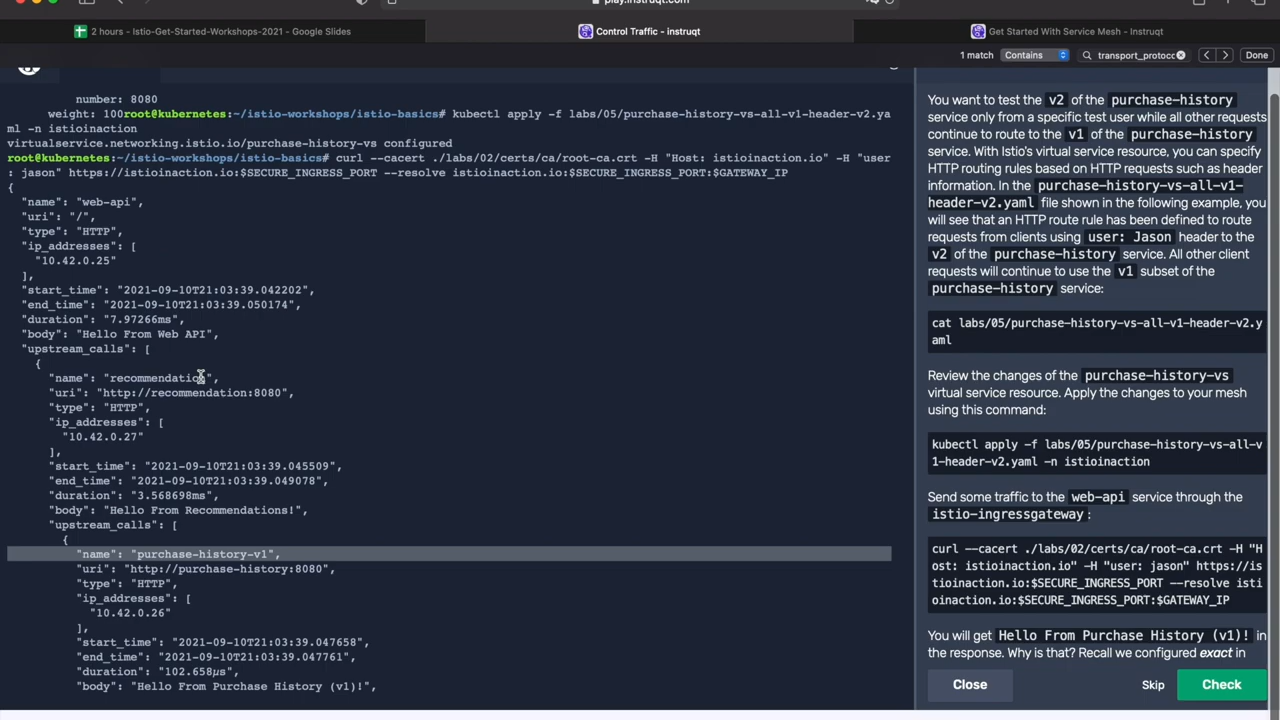 play.instruqt.com
2 hours - Istio-Get-Started-Workshops-2021 - Google Slides
Control Traffic - instruqt
Get Started With Service Mesh - Instruqt
1 match
Contains
transport_protoco
Done
number: 8080
weight: 100root@kubernetes:~/istio-workshops/istio-basics# kubectl apply -f labs/05/purchase-history-vs-all-v1-header-v2.ya
ml -n istioinaction
virtualservice.networking.istio.io/purchase-history-vs configured
root@kubernetes:~/istio-workshops/istio-basics# curl --cacert ./labs/02/certs/ca/root-ca.crt -H "Host: istioinaction.io" -H "user
: jason" https://istioinaction.io:$SECURE_INGRESS_PORT --resolve istioinaction.io:$SECURE_INGRESS_PORT:$GATEWAY_IP
{
"name": "web-api",
"uri": "/",
"type": "HTTP",
"ip_addresses": [
"10.42.0.25"
],
"start_time": "2021-09-10T21:03:39.042202",
"end_time": "2021-09-10T21:03:39.050174",
"duration": "7.97266ms",
"body": "Hello From Web API",
"upstream_calls": [
{
"name": "recommendation",
"uri": "http://recommendation:8080",
"type": "HTTP",
"ip_addresses": [
"10.42.0.27"
],
"start_time": "2021-09-10T21:03:39.045509",
"end_time": "2021-09-10T21:03:39.049078",
"duration": "3.568698ms",
"body": "Hello From Recommendations!",
"upstream_calls": [
{
"name": "purchase-history-v1",
"uri": "http://purchase-history:8080",
"type": "HTTP",
"ip_addresses": [
"10.42.0.26"
],
"start_time": "2021-09-10T21:03:39.047658",
"end_time": "2021-09-10T21:03:39.047761",
"duration": "102.658µs",
"body": "Hello From Purchase History (v1)!",
You want to test the v2 of the purchase-history
service only from a specific test user while all other requests
continue to route to the v1 of the purchase-history
service. With Istio's virtual service resource, you can specify
HTTP routing rules based on HTTP requests such as header
information. In the purchase-history-vs-all-v1-
header-v2.yaml file shown in the following example, you
will see that an HTTP route rule has been defined to route
requests from clients using user: Jason header to the
v2 of the purchase-history service. All other client
requests will continue to use the v1 subset of the
purchase-history service:
cat labs/05/purchase-history-vs-all-v1-header-v2.y
aml
Review the changes of the purchase-history-vs
virtual service resource. Apply the changes to your mesh
using this command:
kubectl apply -f labs/05/purchase-history-vs-all-v
1-header-v2.yaml -n istioinaction
Send some traffic to the web-api service through the
istio-ingressgateway:
curl --cacert ./labs/02/certs/ca/root-ca.crt -H "H
ost: istioinaction.io" -H "user: jason" https://is
tioinaction.io:$SECURE_INGRESS_PORT --resolve isti
oinaction.io:$SECURE_INGRESS_PORT:$GATEWAY_IP
You will get Hello From Purchase History (v1)! in
the response. Why is that? Recall we configured exact in
Close
Skip
Check